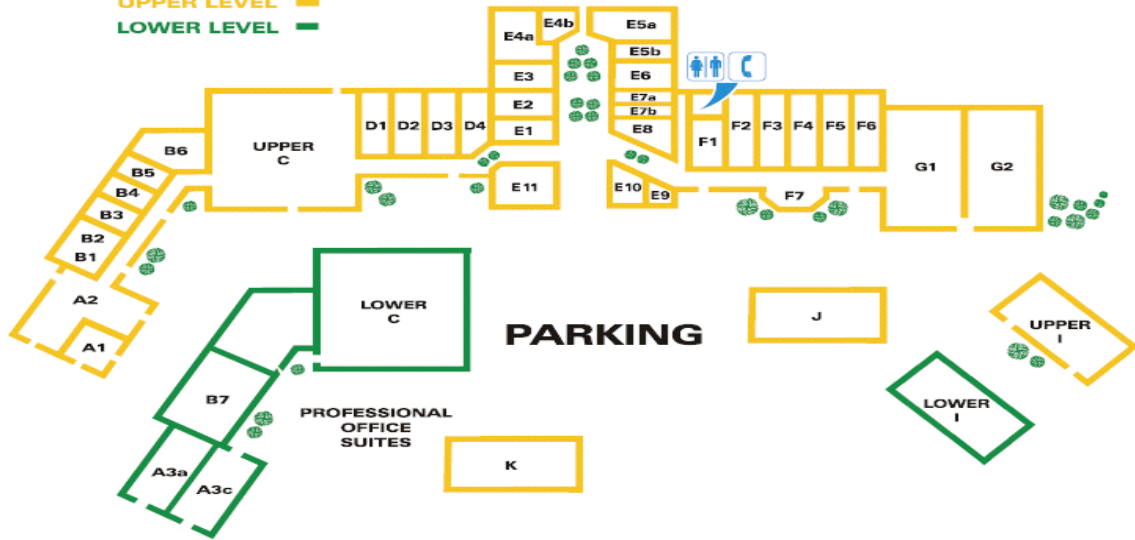 UPPER LEVEL
LOWER LEVEL
E4b
E4a
E5a
E5b
E3
E6
E7a
E2
E7b
E1
E8
D1
D2
D3
D4
F1
F2
F3
F4
F5
F6
UPPER
C
B6
B5
B4
B3
B2
B1
E11
E10
E9
F7
G1
G2
A2
A1
LOWER
C
PARKING
J
UPPER
I
LOWER
I
B7
PROFESSIONAL
OFFICE
SUITES
K
A3a
A3c